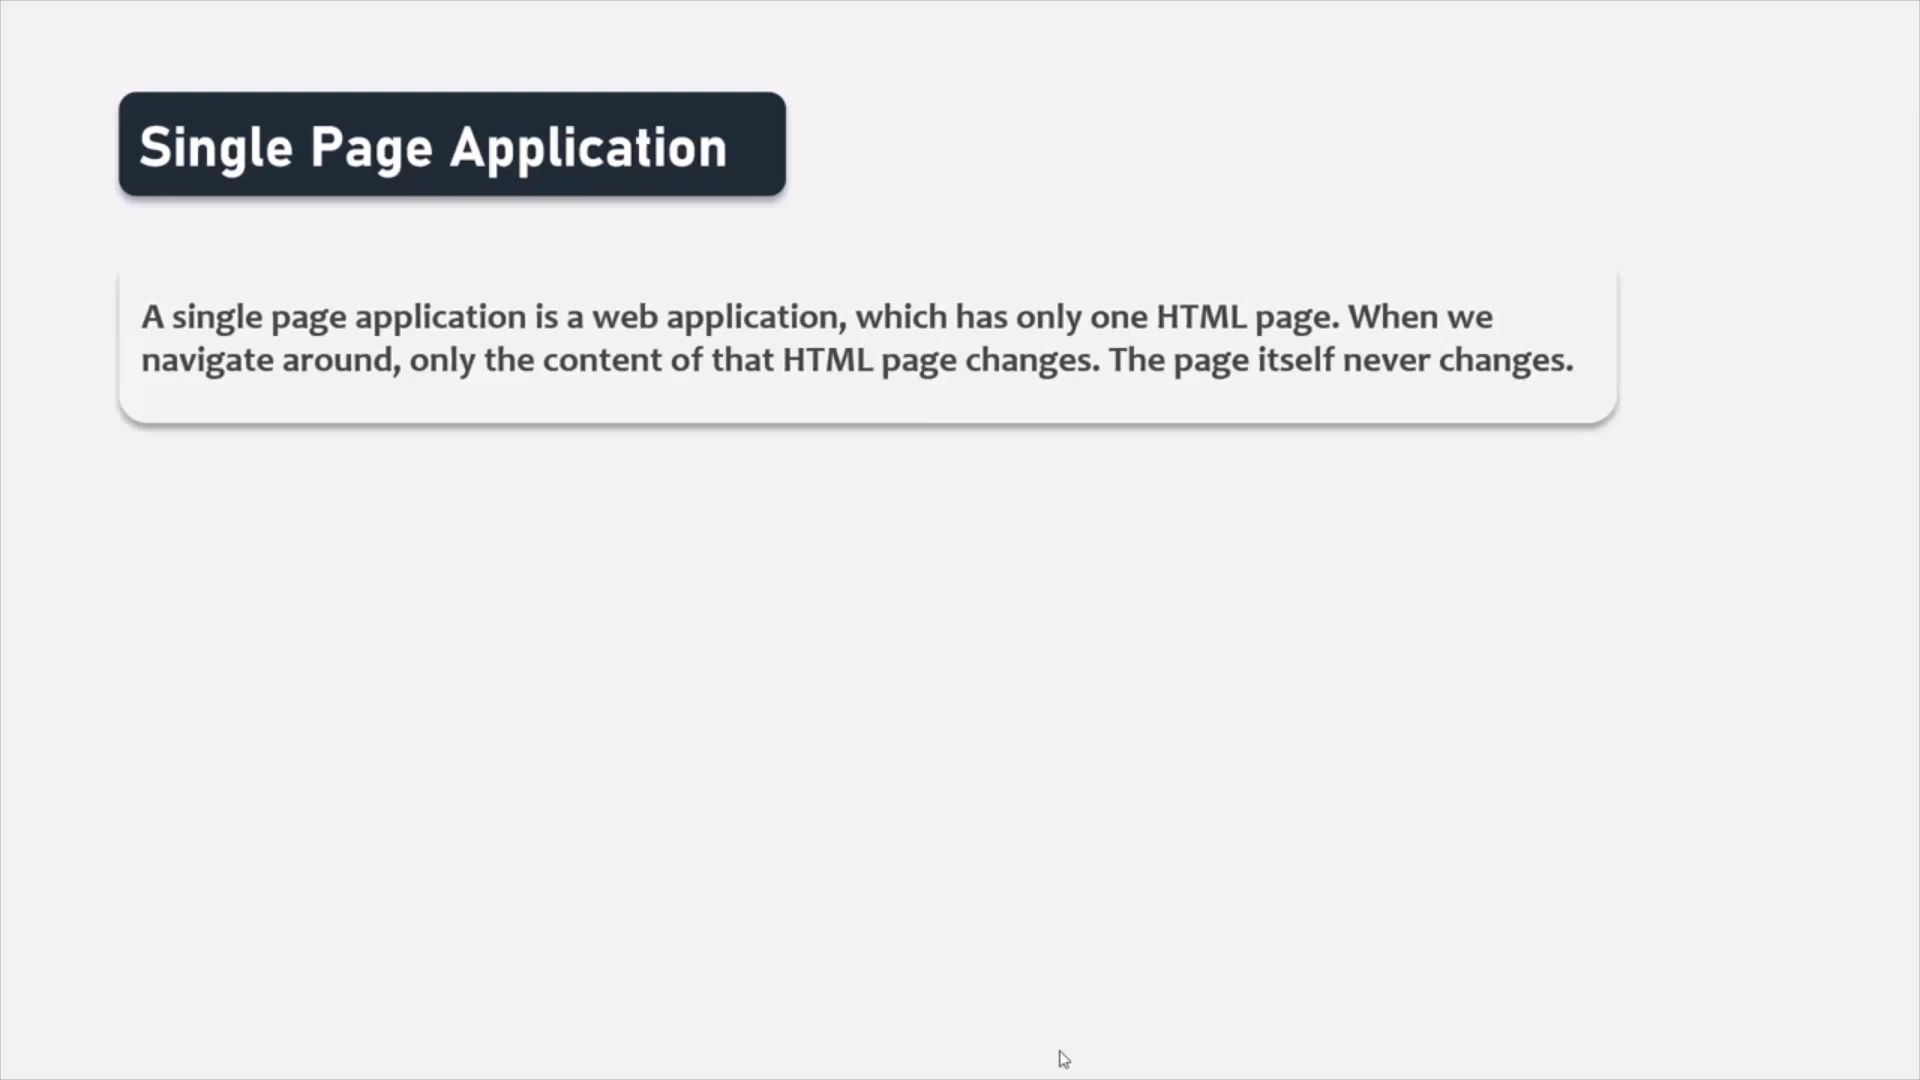 Single Page Application
A single page application is a web application, which has only one HTML page. When we
navigate around, only the content of that HTML page changes. The page itself never changes.